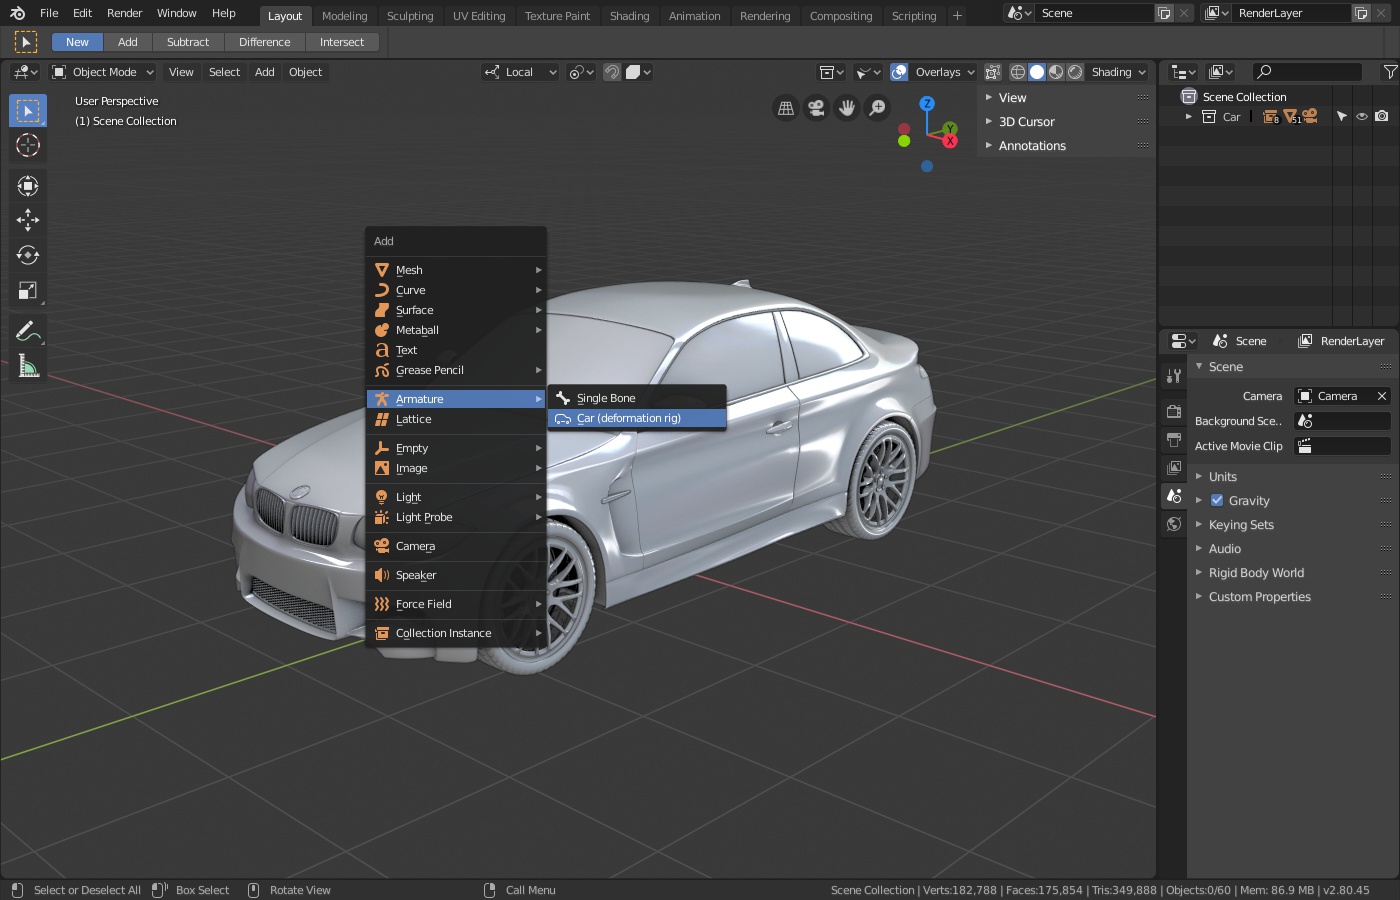 File Edit Render Window Help
Layout Modeling Sculpting UV Editing Texture Paint Shading Animation Rendering Compositing Scripting +
Scene
RenderLayer
New Add Subtract Difference Intersect
Object Mode View Select Add Object
Local
Overlays
Shading
User Perspective
(1) Scene Collection
Z
Y
X
View
3D Cursor
Annotations
Scene Collection
Car 8 51
Add
Mesh
Curve
Surface
Metaball
Text
Grease Pencil
Armature
Lattice
Empty
Image
Light
Light Probe
Camera
Speaker
Force Field
Collection Instance
Single Bone
Car (deformation rig)
Scene RenderLayer
Scene
Camera Camera
Background Sce..
Active Movie Clip
Units
Gravity
Keying Sets
Audio
Rigid Body World
Custom Properties
Select or Deselect All Box Select Rotate View Call Menu
Scene Collection | Verts:182,788 | Faces:175,854 | Tris:349,888 | Objects:0/60 | Mem: 86.9 MB | v2.80.45